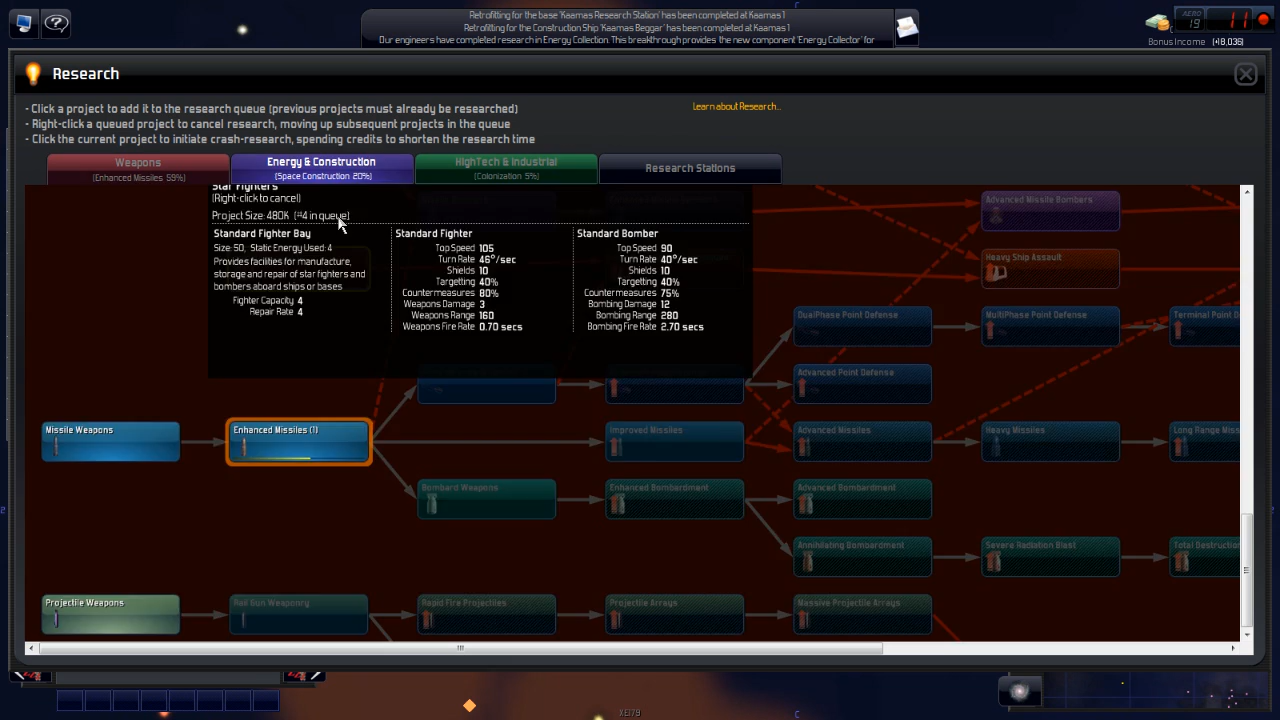 Retrofitting for the base 'Kaamas Research Station' has been completed at Kaamas 1
Retrofitting for the Construction Ship 'Kaamas Beggar' has been completed at Kaamas 1
Our engineers have completed research in Energy Collection. This breakthrough provides the new component 'Energy Collector' for
AERO
19
11
Bonus Income (+18,036)
Research
- Click a project to add it to the research queue (previous projects must already be researched)
- Right-click a queued project to cancel research, moving up subsequent projects in the queue
- Click the current project to initiate crash-research, spending credits to shorten the research time
Learn about Research...
Weapons
(Enhanced Missiles 59%)
Energy & Construction
(Space Construction 20%)
HighTech & Industrial
(Colonization 5%)
Research Stations
Star Fighters
(Right-click to cancel)
Project Size: 480K (#4 in queue)
Standard Fighter Bay
Size: 50, Static Energy Used: 4
Provides facilities for manufacture,
storage and repair of star fighters and
bombers aboard ships or bases
Fighter Capacity 4
Repair Rate 4
Standard Fighter
Top Speed 105
Turn Rate 46°/sec
Shields 10
Targetting 40%
Countermeasures 80%
Weapons Damage 3
Weapons Range 160
Weapons Fire Rate 0.70 secs
Standard Bomber
Top Speed 90
Turn Rate 40°/sec
Shields 10
Targetting 40%
Countermeasures 75%
Bombing Damage 12
Bombing Range 280
Bombing Fire Rate 2.70 secs
Advanced Missile Bombers
Heavy Ship Assault
DualPhase Point Defense
MultiPhase Point Defense
Terminal Point D
Advanced Point Defense
Missile Weapons
Enhanced Missiles (1)
Improved Missiles
Advanced Missiles
Heavy Missiles
Long Range Miss
Bombard Weapons
Enhanced Bombardment
Advanced Bombardment
Annihilating Bombardment
Severe Radiation Blast
Total Destruction
Projectile Weapons
Rail Gun Weaponry
Rapid Fire Projectiles
Projectile Arrays
Massive Projectile Arrays
XE179